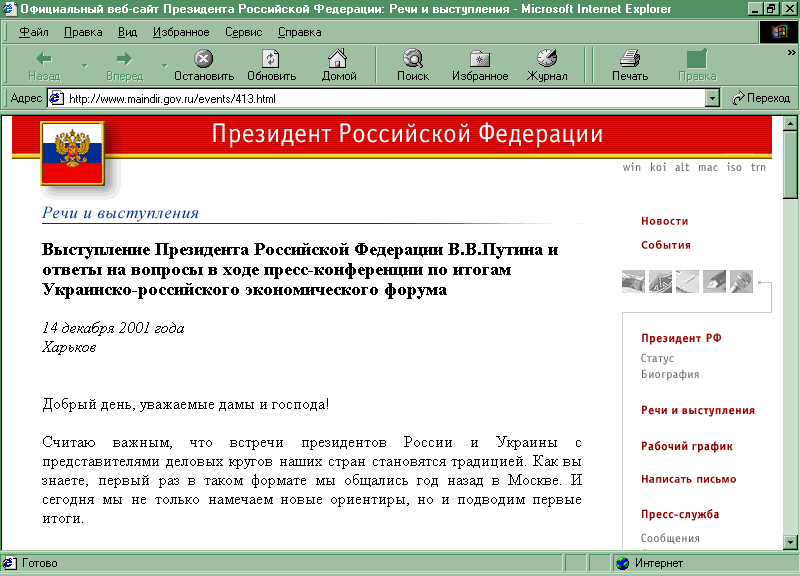 Официальный веб-сайт Президента Российской Федерации: Речи и выступления - Microsoft Internet Explorer
Файл Правка Вид Избранное Сервис Справка
Назад Вперед Остановить Обновить Домой Поиск Избранное Журнал Печать Правка
Адрес http://www.maindir.gov.ru/events/413.html Переход
Президент Российской Федерации
win koi alt mac iso trn
Речи и выступления
Выступление Президента Российской Федерации В.В.Путина и
ответы на вопросы в ходе пресс-конференции по итогам
Украинско-российского экономического форума
14 декабря 2001 года
Харьков
Добрый день, уважаемые дамы и господа!
Считаю важным, что встречи президентов России и Украины с
представителями деловых кругов наших стран становятся традицией. Как вы
знаете, первый раз в таком формате мы общались год назад в Москве. И
сегодня мы не только намечаем новые ориентиры, но и подводим первые
итоги.
Новости
События
Президент РФ
Статус
Биография
Речи и выступления
Рабочий график
Написать письмо
Пресс-служба
Сообщения
Готово Интернет